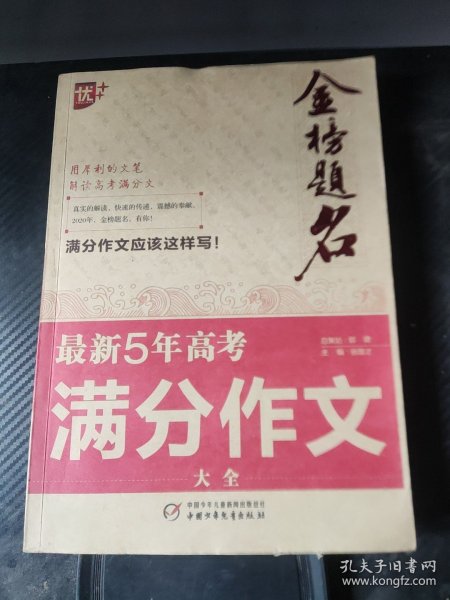 优++
金榜题名
用犀利的文笔
解读高考满分文
真实的解读、快速的传递、震撼的奉献,
2020年,金榜题名,有你!
满分作文应该这样写!
最新5年高考
总策划
主 编
满分作文
大全
中国少年儿童新闻出版总社
中国少年儿童出版社
孔夫子旧书网
www.kongfz.com